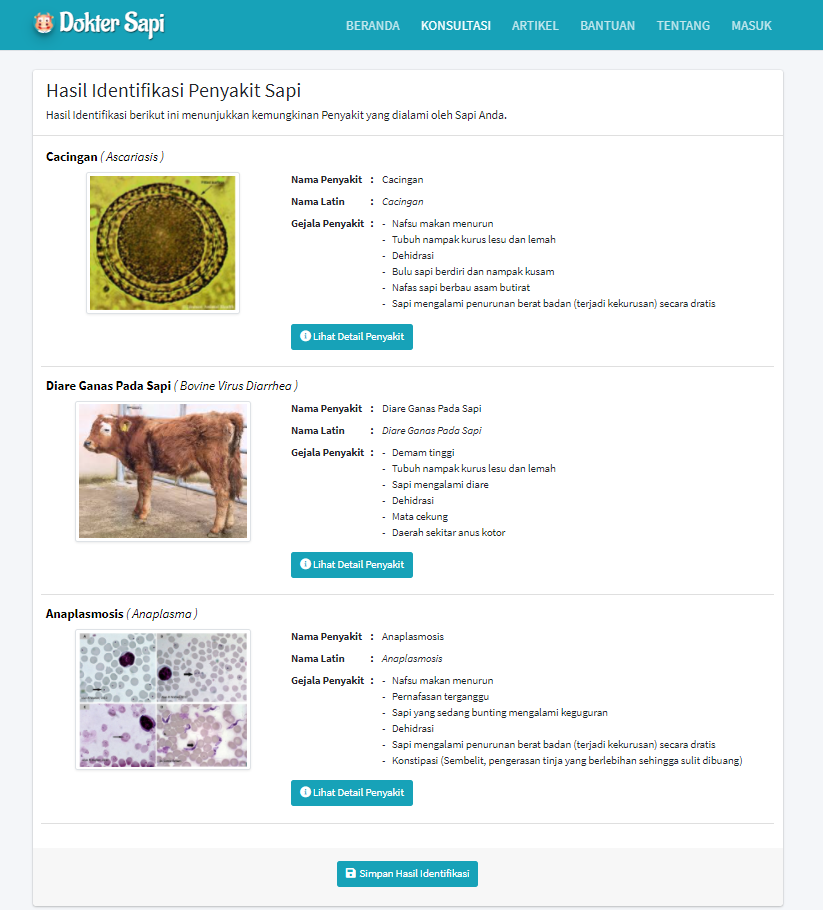 Dokter Sapi
BERANDA KONSULTASI ARTIKEL BANTUAN TENTANG MASUK
Hasil Identifikasi Penyakit Sapi
Hasil Identifikasi berikut ini menunjukkan kemungkinan Penyakit yang dialami oleh Sapi Anda.
Cacingan ( Ascariasis )
Nama Penyakit : Cacingan
Nama Latin : Cacingan
Gejala Penyakit : - Nafsu makan menurun
- Tubuh nampak kurus lesu dan lemah
- Dehidrasi
- Bulu sapi berdiri dan nampak kusam
- Nafas sapi berbau asam butirat
- Sapi mengalami penurunan berat badan (terjadi kekurusan) secara dratis
Lihat Detail Penyakit
Diare Ganas Pada Sapi ( Bovine Virus Diarrhea )
Nama Penyakit : Diare Ganas Pada Sapi
Nama Latin : Diare Ganas Pada Sapi
Gejala Penyakit : - Demam tinggi
- Tubuh nampak kurus lesu dan lemah
- Sapi mengalami diare
- Dehidrasi
- Mata cekung
- Daerah sekitar anus kotor
Lihat Detail Penyakit
Anaplasmosis ( Anaplasma )
Nama Penyakit : Anaplasmosis
Nama Latin : Anaplasmosis
Gejala Penyakit : - Nafsu makan menurun
- Pernafasan terganggu
- Sapi yang sedang bunting mengalami keguguran
- Dehidrasi
- Sapi mengalami penurunan berat badan (terjadi kekurusan) secara dratis
- Konstipasi (Sembelit, pengerasan tinja yang berlebihan sehingga sulit dibuang)
Lihat Detail Penyakit
Simpan Hasil Identifikasi